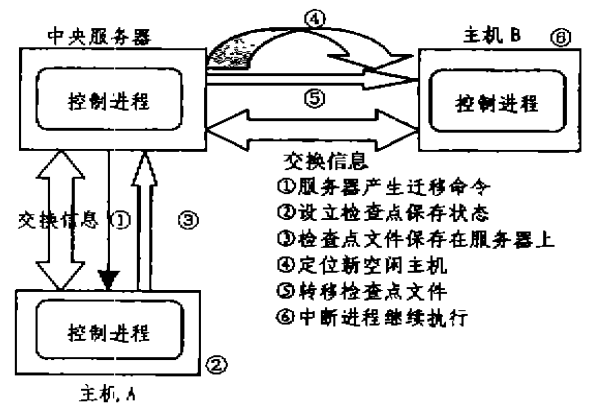 ④
中央服务器
主机 B ⑥
控制进程
控制进程
⑤
交换信息
①服务器产生迁移命令
②设立检查点保存状态
③检查点文件保存在服务器上
④定位新空闲主机
⑤转移检查点文件
⑥中断进程继续执行
交换信息 ① ③
控制进程
②
主机 A